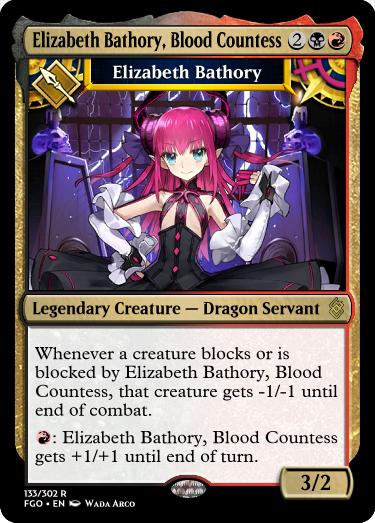 Elizabeth Bathory, Blood Countess 2
Elizabeth Bathory
Legendary Creature — Dragon Servant
Whenever a creature blocks or is
blocked by Elizabeth Bathory, Blood
Countess, that creature gets -1/-1 until
end of combat.
: Elizabeth Bathory, Blood Countess
gets +1/+1 until end of turn.
3/2
133/302 R
FGO • EN Wada Arco